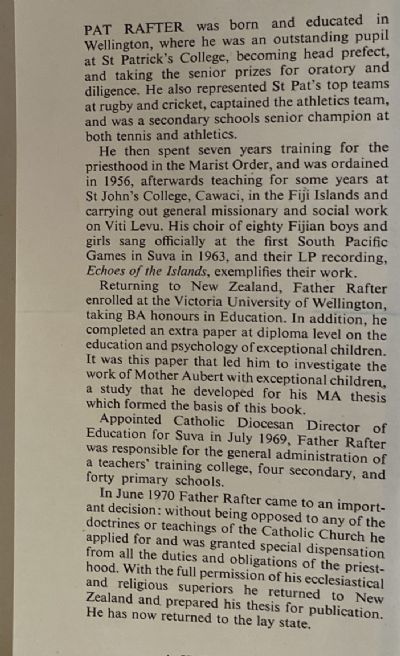 PAT RAFTER was born and educated in
Wellington, where he was an outstanding pupil
at St Patrick's College, becoming head prefect,
and taking the senior prizes for oratory and
diligence. He also represented St Pat's top teams
at rugby and cricket, captained the athletics team,
and was a secondary schools senior champion at
both tennis and athletics.
He then spent seven years training for the
priesthood in the Marist Order, and was ordained
in 1956, afterwards teaching for some years at
St John's College, Cawaci, in the Fiji Islands and
carrying out general missionary and social work
on Viti Levu. His choir of eighty Fijian boys and
girls sang officially at the first South Pacific
Games in Suva in 1963, and their LP recording,
Echoes of the Islands, exemplifies their work.
Returning to New Zealand, Father Rafter
enrolled at the Victoria University of Wellington,
taking BA honours in Education. In addition, he
completed an extra paper at diploma level on the
education and psychology of exceptional children.
It was this paper that led him to investigate the
work of Mother Aubert with exceptional children,
a study that he developed for his MA thesis
which formed the basis of this book.
Appointed Catholic Diocesan Director of
Education for Suva in July 1969, Father Rafter
was responsible for the general administration of
a teachers' training college, four secondary, and
forty primary schools.
In June 1970 Father Rafter came to an import-
ant decision: without being opposed to any of the
doctrines or teachings of the Catholic Church he
applied for and was granted special dispensation
from all the duties and obligations of the priest-
hood. With the full permission of his ecclesiastical
and religious superiors he returned to New
Zealand and prepared his thesis for publication.
He has now returned to the lay state.